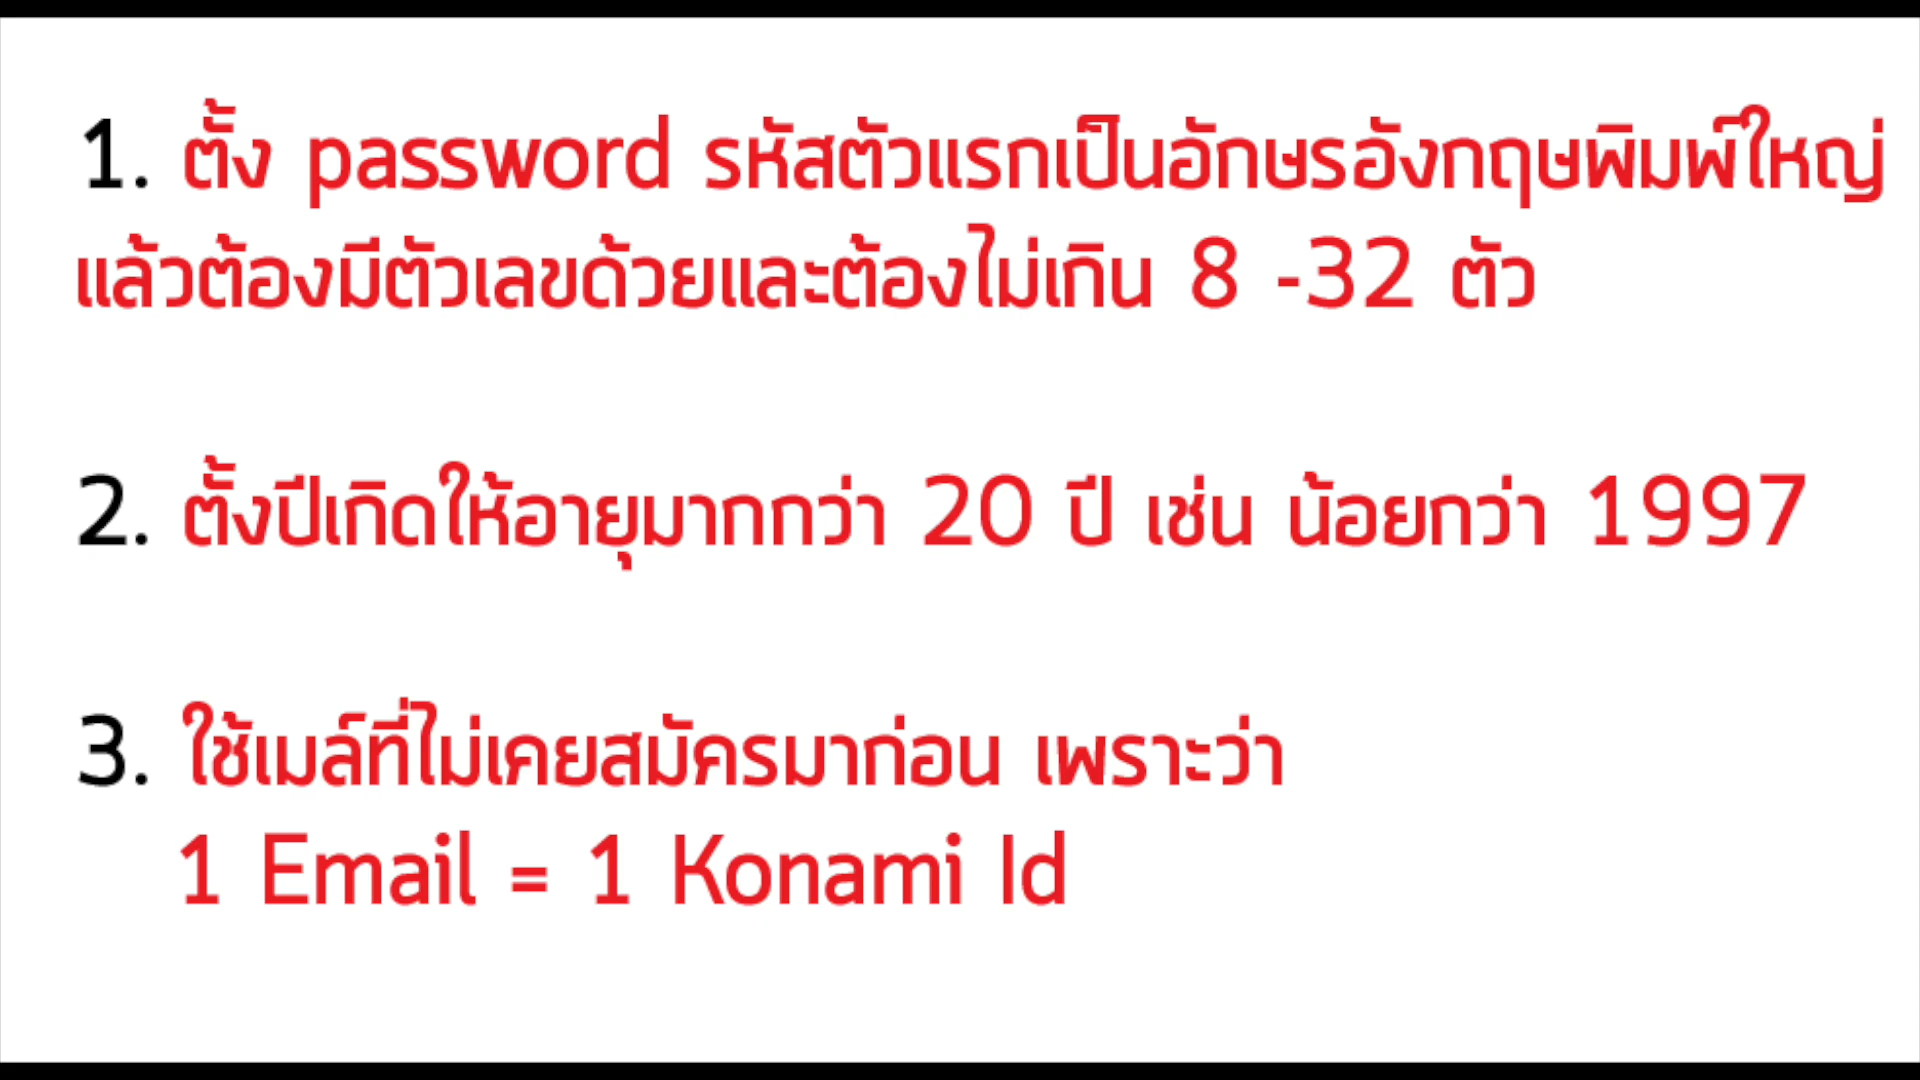 1. ตั้ง password รหัสตัวแรกเป็นอักษรอังกฤษพิมพ์ใหญ่
แล้วต้องมีตัวเลขด้วยและต้องไม่เกิน 8 -32 ตัว
2. ตั้งปีเกิดให้อายุมากกว่า 20 ปี เช่น น้อยกว่า 1997
3. ใช้เมล์ที่ไม่เคยสมัครมาก่อน เพราะว่า
1 Email = 1 Konami Id